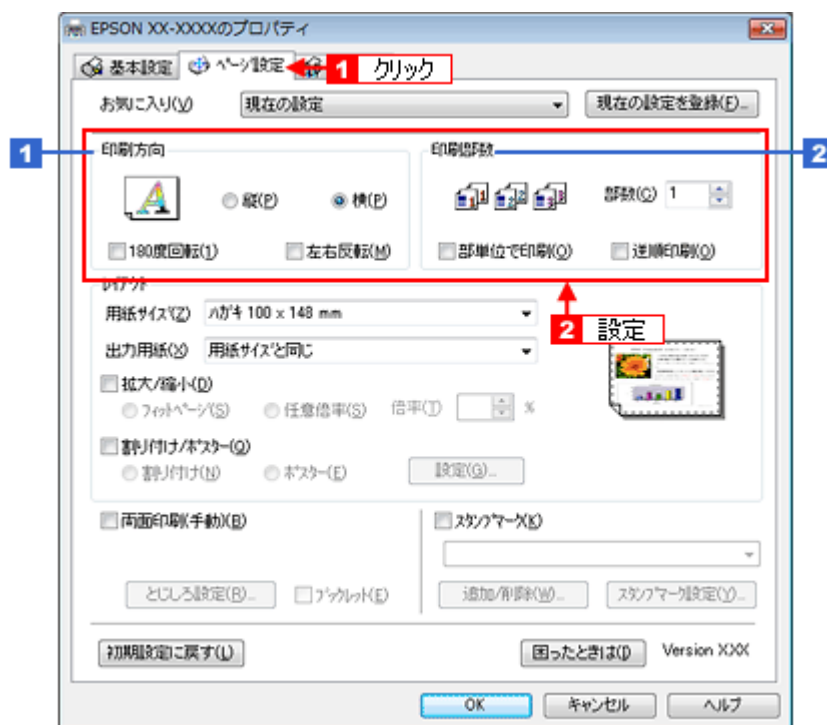 EPSON XX-XXXXのプロパティ
基本設定 ページ設定 1 クリック
お気に入り(V) 現在の設定 現在の設定を登録(F)...
1 印刷方向 印刷部数 2
縦(P) 横(P) 部数(C) 1
180度回転(1) 左右反転(M) 部単位で印刷(O) 逆順印刷(O)
レイアウト
2 設定
用紙サイズ(Z) ハガキ 100 x 148 mm
出力用紙(X) 用紙サイズと同じ
拡大/縮小(D)
フィットページ(S) 任意倍率(S) 倍率(T) %
割り付け/ポスター(Q)
割り付け(N) ポスター(E) 設定(G)...
両面印刷(手動)(B) スタンプマーク(K)
とじしろ設定(R)... ブックレット(E) 追加/削除(W)... スタンプマーク設定(Y)...
初期設定に戻す(L) 困ったときは(I) Version XXX
OK キャンセル ヘルプ